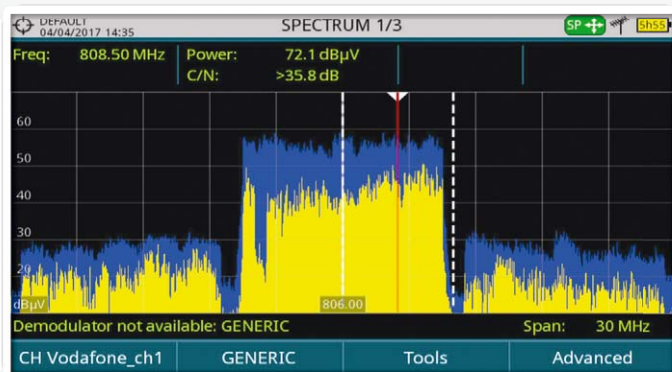 DEFAULT
04/04/2017 14:35
SPECTRUM 1/3
SP
5h55
Freq: 808.50 MHz Power: 72.1 dBµV
C/N: >35.8 dB
60
50
40
30
20
dBµV
806.00
Demodulator not available: GENERIC Span: 30 MHz
CH Vodafone_ch1 GENERIC Tools Advanced